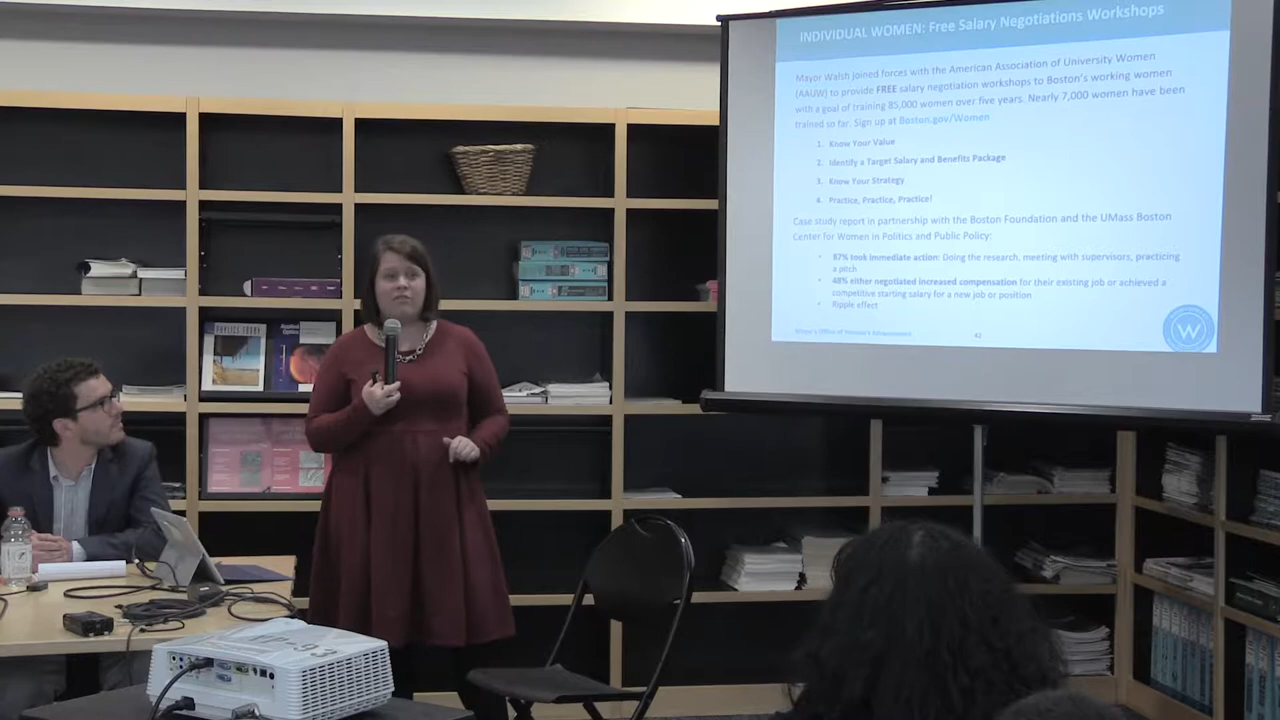 INDIVIDUAL WOMEN: Free Salary Negotiations Workshops
Mayor Walsh joined forces with the American Association of University Women
(AAUW) to provide FREE salary negotiation workshops to Boston's working women
with a goal of training 85,000 women over five years. Nearly 7,000 women have been
trained so far. Sign up at Boston.gov/Women
1. Know Your Value
2. Identify a Target Salary and Benefits Package
3. Know Your Strategy
4. Practice, Practice, Practice!
Case study report in partnership with the Boston Foundation and the UMass Boston
Center for Women in Politics and Public Policy:
• 87% took immediate action: Doing the research, meeting with supervisors, practicing
a pitch
• 48% either negotiated increased compensation for their existing job or achieved a
competitive starting salary for a new job or position
• Ripple effect
Mayor's Office of Women's Advancement
42
W
PHYSICS TODAY
Applied
Optics